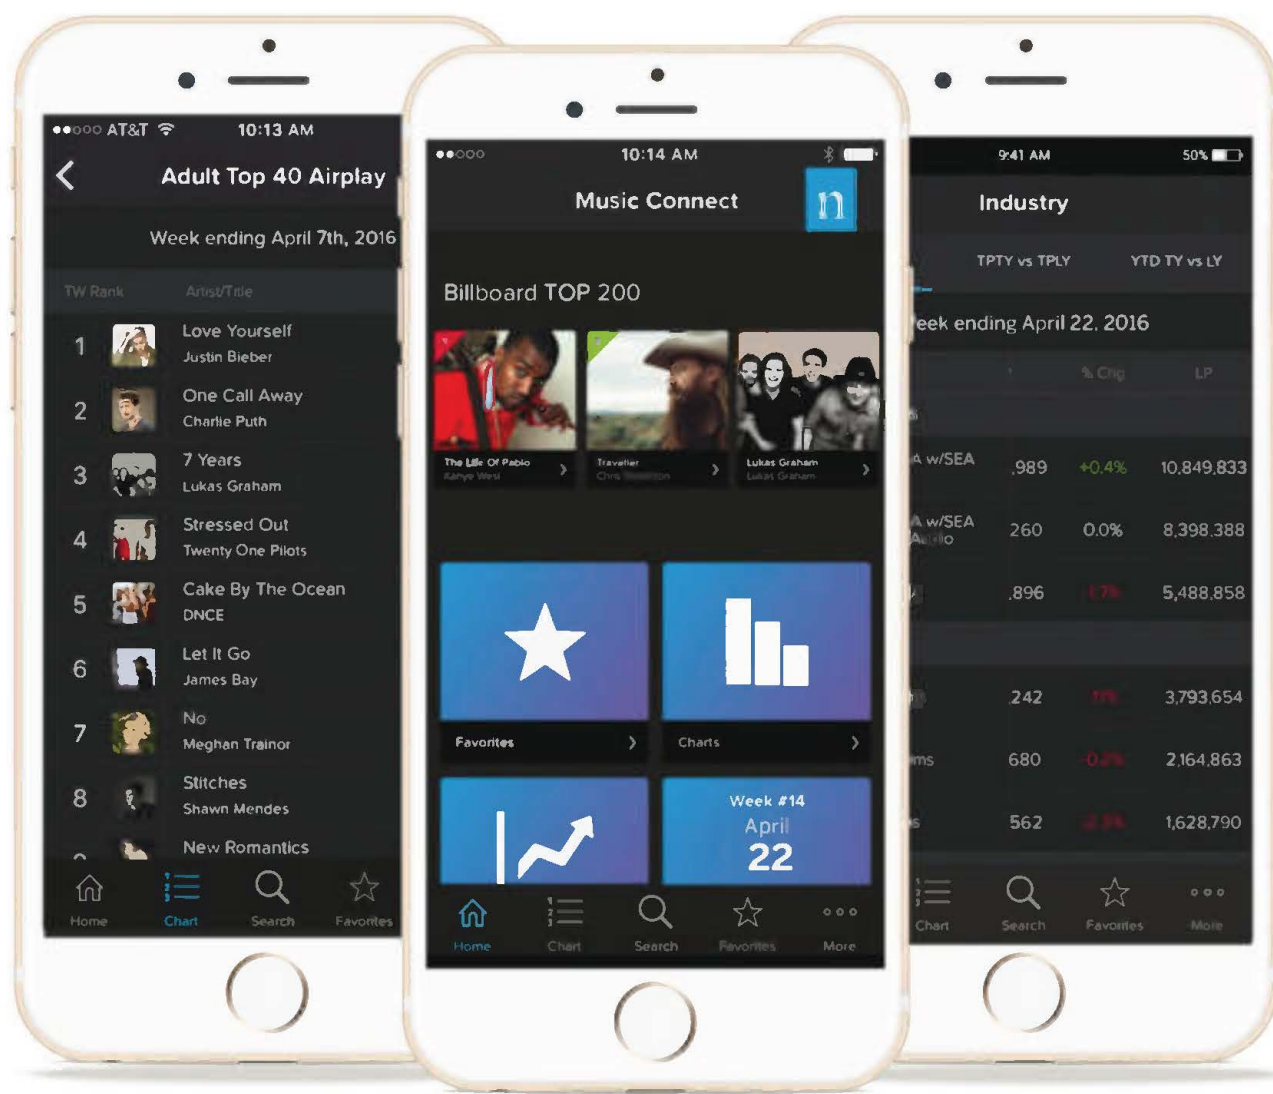 AT&T
10:13 AM
Adult Top 40 Airplay
Week ending April 7th, 2016
TW Rank
Artist/Title
1
Love Yourself
Justin Bieber
2
One Call Away
Charlie Puth
3
7 Years
Lukas Graham
4
Stressed Out
Twenty One Pilots
5
Cake By The Ocean
DNCE
6
Let It Go
James Bay
7
No
Meghan Trainor
8
Stitches
Shawn Mendes
New Romantics
Home
Chart
Search
Favorites
10:14 AM
Music Connect
n
Billboard TOP 200
The Life Of Pablo
Kanye West
Traveller
Chris Stapleton
Lukas Graham
Lukas Graham
Favorites
Charts
Week #14
April
22
Home
Chart
Search
Favorites
More
9:41 AM
50%
Industry
TPTY vs TPLY
YTD TY vs LY
eek ending April 22, 2016
% Chg
LP
A w/SEA
,989
+0.4%
10,849,833
A w/SEA
260
0.0%
8,398,388
,896
5,488,858
242
3,793,654
680
2,164,863
562
1,628,790
Chart
Search
Favorites
More